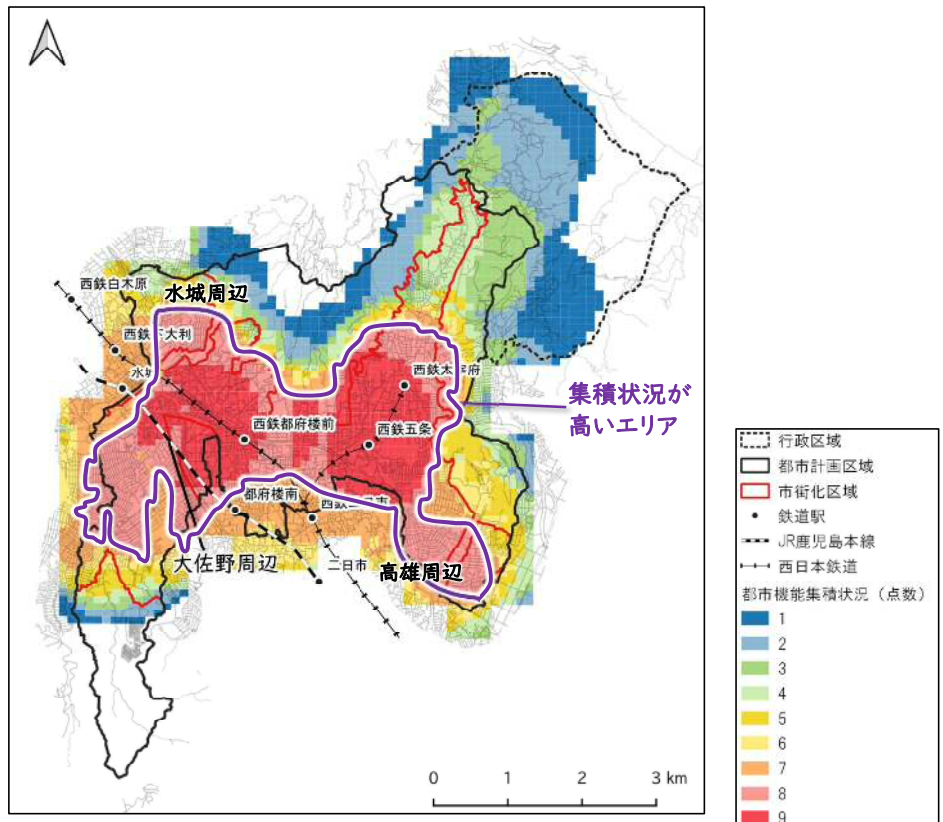 西鉄白木原
水城周辺
西鉄下大利
水城
西鉄太宰府
集積状況が
高いエリア
西鉄都府楼前
西鉄五条
都府楼南
西鉄二日市
大佐野周辺
二日市
高雄周辺
0 1 2 3 km
行政区域
都市計画区域
市街化区域
鉄道駅
JR鹿児島本線
西日本鉄道
都市機能集積状況（点数）
1
2
3
4
5
6
7
8
9